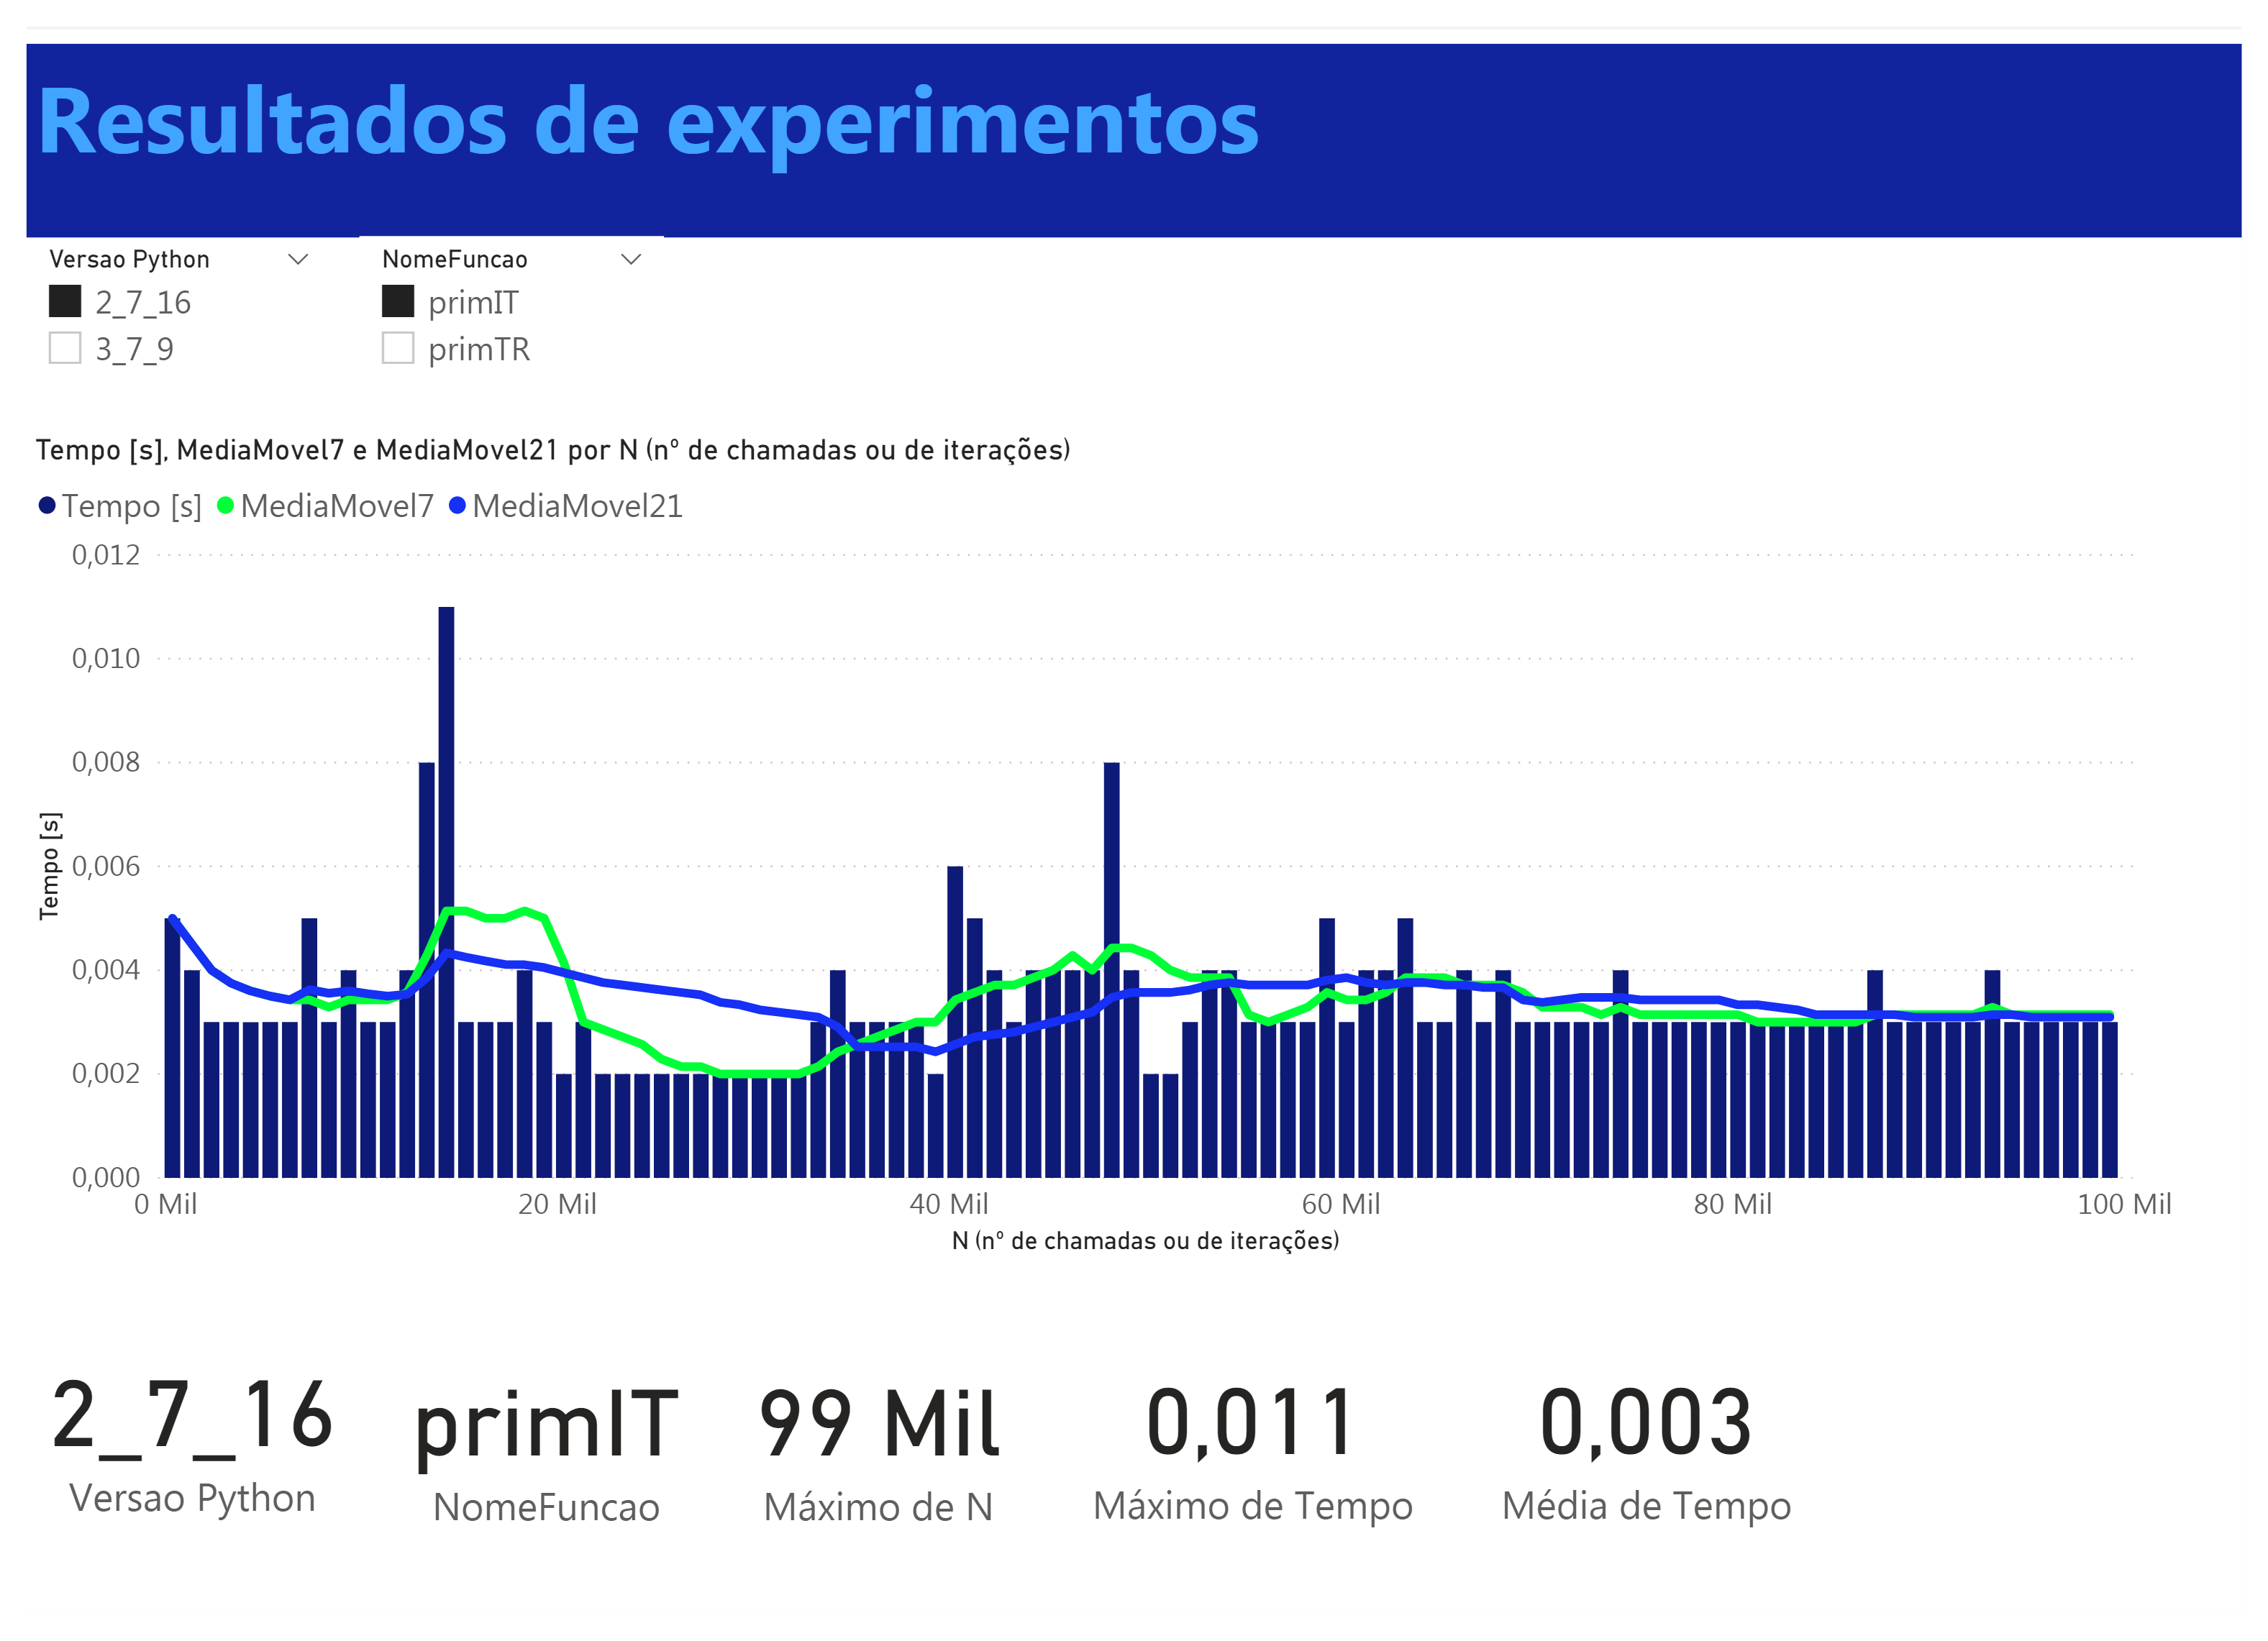 Resultados de experimentos
Versao Python
2_7_16
3_7_9
NomeFuncao
primIT
primTR
Tempo [s], MediaMovel7 e MediaMovel21 por N (nº de chamadas ou de iterações)
Tempo [s] MediaMovel7 MediaMovel21
0,012
0,010
0,008
0,006
0,004
0,002
0,000
Tempo [s]
0 Mil 20 Mil 40 Mil 60 Mil 80 Mil 100 Mil
N (nº de chamadas ou de iterações)
2_7_16
Versao Python
primIT
NomeFuncao
99 Mil
Máximo de N
0,011
Máximo de Tempo
0,003
Média de Tempo